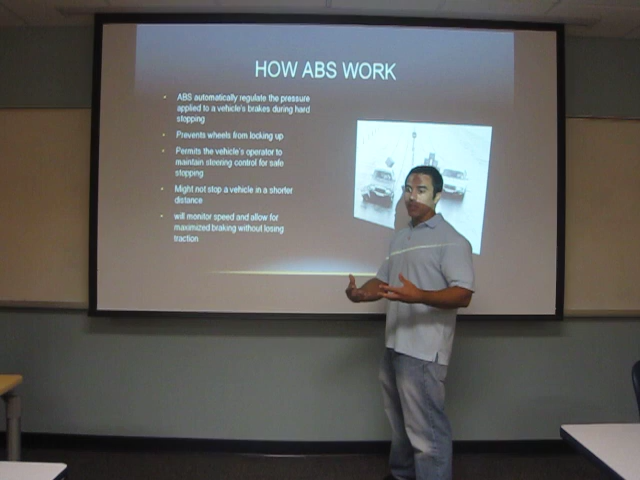 HOW ABS WORK
• ABS automatically regulate the pressure
applied to a vehicle's brakes during hard
stopping
• Prevents wheels from locking up
• Permits the vehicle's operator to
maintain steering control for safe
stopping
• Might not stop a vehicle in a shorter
distance
• will monitor speed and allow for
maximized braking without losing
traction